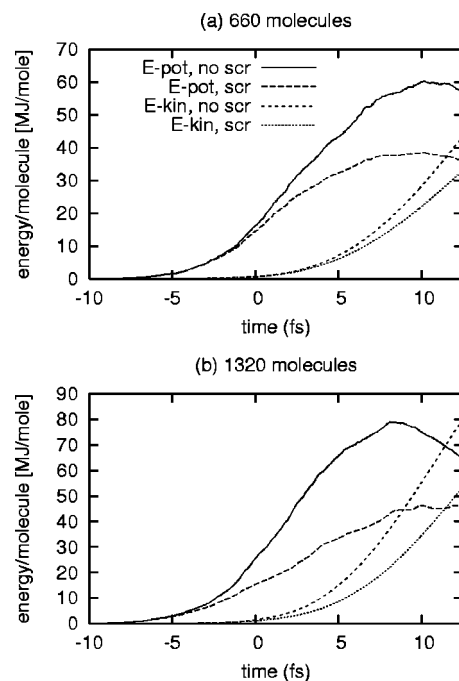 (a) 660 molecules
70
60
50
40
30
20
10
0
energy/molecule [MJ/mole]
E-pot, no scr
E-pot, scr
E-kin, no scr
E-kin, scr
-10 -5 0 5 10
time (fs)
(b) 1320 molecules
90
80
70
60
50
40
30
20
10
0
energy/molecule [MJ/mole]
-10 -5 0 5 10
time (fs)